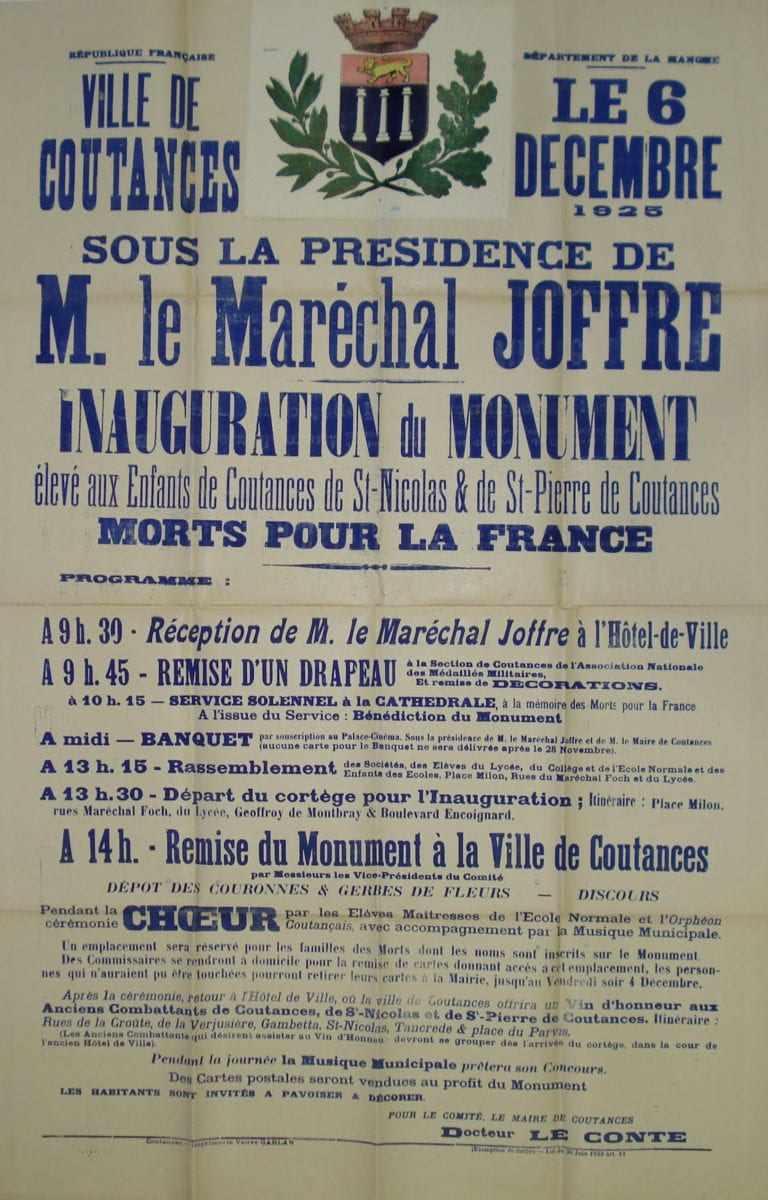 RÉPUBLIQUE FRANÇAISE
VILLE DE
COUTANCES
DÉPARTEMENT DE LA MANCHE
LE 6
DECEMBRE
1925
SOUS LA PRESIDENCE DE
M. le Maréchal JOFFRE
INAUGURATION du MONUMENT
élevé aux Enfants de Coutances de St-Nicolas & de St-Pierre de Coutances
MORTS POUR LA FRANCE
PROGRAMME :
A 9 h. 30 - Réception de M. le Maréchal Joffre à l'Hôtel-de-Ville
A 9 h. 45 - REMISE D'UN DRAPEAU à la Section de Coutances de l'Association Nationale
des Médaillés Militaires,
Et remise de DECORATIONS.
à 10 h. 15 — SERVICE SOLENNEL à la CATHEDRALE, à la mémoire des Morts pour la France
A l'issue du Service : Bénédiction du Monument
A midi — BANQUET par souscription au Palace-Cinéma. Sous la présidence de M. le Maréchal Joffre et de M. le Maire de Coutances
(aucune carte pour le Banquet ne sera délivrée après le 28 Novembre).
A 13 h. 15 - Rassemblement des Sociétés, des Elèves du Lycée, du Collège et de l'Ecole Normale et des
Enfants des Ecoles, Place Milon, Rues du Maréchal Foch et du Lycée.
A 13 h. 30 - Départ du cortège pour l'Inauguration ; Itinéraire : Place Milon,
rues Maréchal Foch, du Lycée, Geoffroy de Montbray & Boulevard Encoignard.
A 14 h. - Remise du Monument à la Ville de Coutances
par Messieurs les Vice-Présidents du Comité
DÉPOT DES COURONNES & GERBES DE FLEURS — DISCOURS
Pendant la
cérémonie CHŒUR par les Elèves Maitresses de l'Ecole Normale et l'Orphéon
Coutançais, avec accompagnement par la Musique Municipale.
Un emplacement sera réservé pour les familles des Morts dont les noms sont inscrits sur le Monument.
Des Commissaires se rendront à domicile pour la remise de cartes donnant accès à cet emplacement, les person-
nes qui n'auraient pu être touchées pourront retirer leurs cartes à la Mairie, jusqu'au Vendredi soir 4 Décembre.
Après la cérémonie, retour à l'Hôtel de Ville, où la ville de Coutances offrira un Vin d'honneur aux
Anciens Combattants de Coutances, de St-Nicolas et de St-Pierre de Coutances. Itinéraire :
Rues de la Croûte, de la Verjusière, Gambetta, St-Nicolas, Tancrède & place du Parvis.
(Les Anciens Combattants qui désirent assister au Vin d'Honneur devront se grouper dès l'arrivée du cortège, dans la cour de
l'ancien Hôtel de Ville).
Pendant la journée la Musique Municipale prêtera son Concours.
Des Cartes postales seront vendues au profit du Monument
LES HABITANTS SONT INVITÉS A PAVOISER & DÉCORER.
POUR LE COMITÉ, LE MAIRE DE COUTANCES
Docteur LE CONTE
Coutances — Imprimerie Veuve GARLAN
(Exemption de timbre — Loi du 30 Juin 1923 art. 13